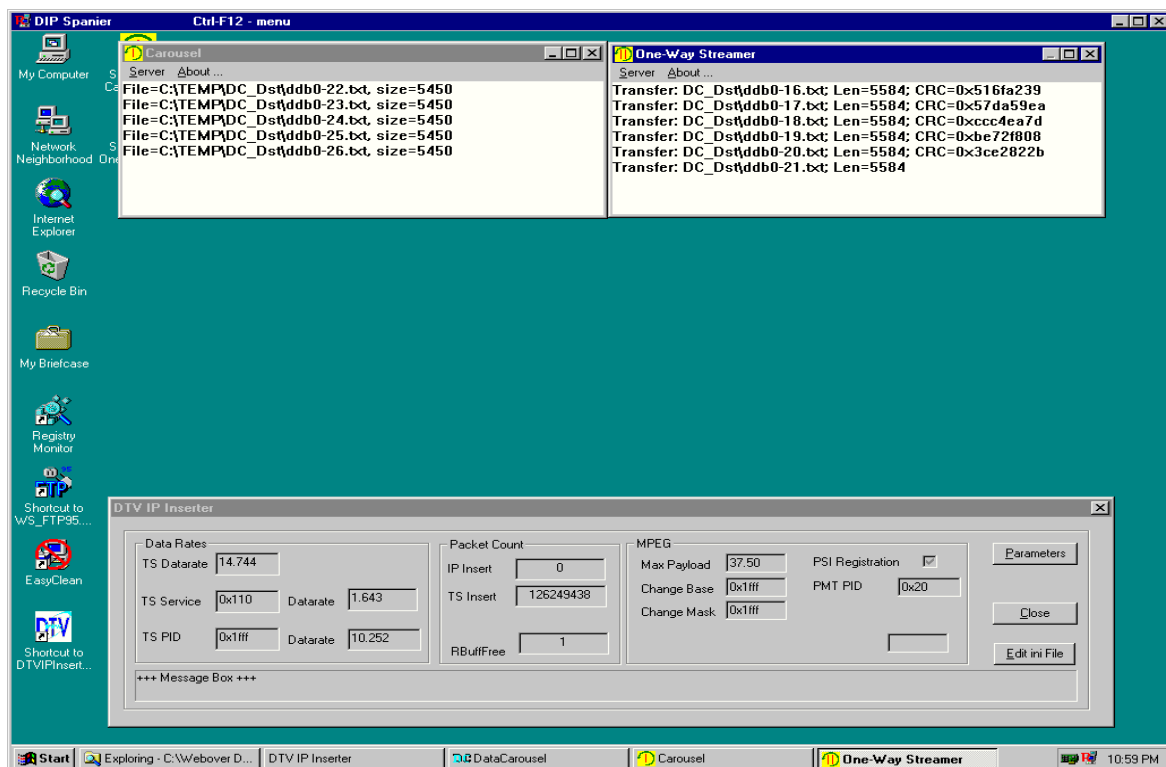 DIP Spanier Ctrl-F12 - menu
My Computer
Network
Neighborhood
Internet
Explorer
Recycle Bin
My Briefcase
Registry
Monitor
Shortcut to
WS_FTP95....
EasyClean
DTV
Shortcut to
DTVIPInsert...
Carousel
Server About ...
File=C:\TEMP\DC_Dst\ddb0-22.txt, size=5450
File=C:\TEMP\DC_Dst\ddb0-23.txt, size=5450
File=C:\TEMP\DC_Dst\ddb0-24.txt, size=5450
File=C:\TEMP\DC_Dst\ddb0-25.txt, size=5450
File=C:\TEMP\DC_Dst\ddb0-26.txt, size=5450
One-Way Streamer
Server About ...
Transfer: DC_Dst\ddb0-16.txt; Len=5584; CRC=0x516fa239
Transfer: DC_Dst\ddb0-17.txt; Len=5584; CRC=0x57da59ea
Transfer: DC_Dst\ddb0-18.txt; Len=5584; CRC=0xccc4ea7d
Transfer: DC_Dst\ddb0-19.txt; Len=5584; CRC=0xbe72f808
Transfer: DC_Dst\ddb0-20.txt; Len=5584; CRC=0x3ce2822b
Transfer: DC_Dst\ddb0-21.txt; Len=5584
DTV IP Inserter
Data Rates
TS Datarate 14.744
TS Service 0x110 Datarate 1.643
TS PID 0x1fff Datarate 10.252
Packet Count
IP Insert 0
TS Insert 126249438
RBuffFree 1
MPEG
Max Payload 37.50 PSI Registration
Change Base 0x1fff PMT PID 0x20
Change Mask 0x1fff
Parameters
Close
Edit ini File
+++ Message Box +++
Start Exploring - C:\Webover D... DTV IP Inserter DataCarousel Carousel One-Way Streamer 10:59 PM